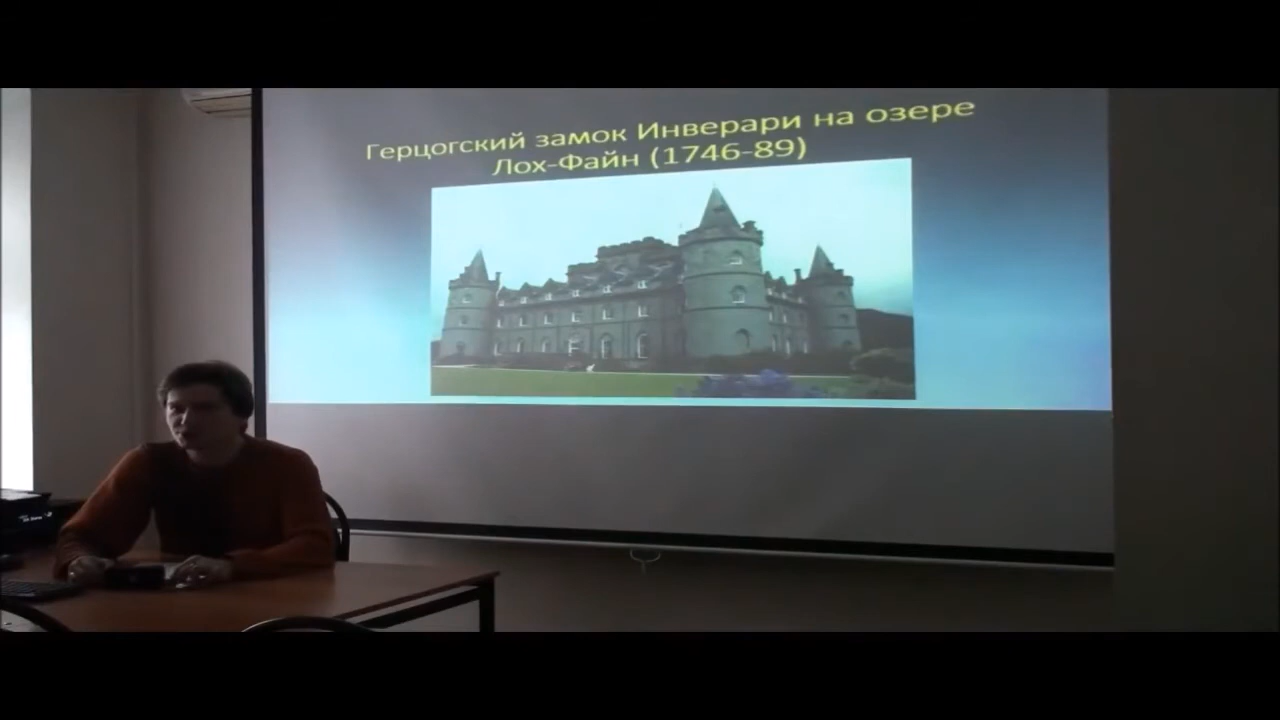 Герцогский замок Инверари на озере
Лох-Файн (1746-89)